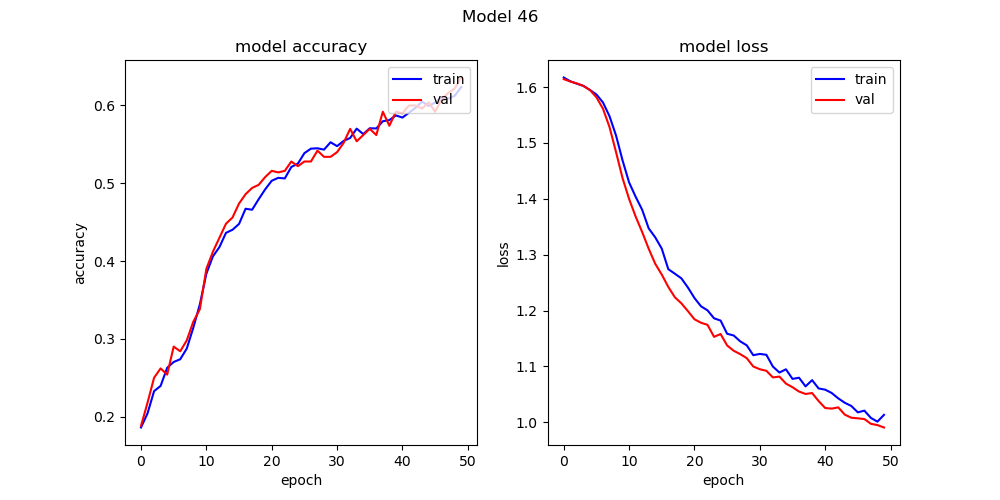 Model 46
model accuracy
train
val
0.6
0.5
0.4
0.3
0.2
accuracy
0 10 20 30 40 50
epoch
model loss
train
val
1.6
1.5
1.4
1.3
1.2
1.1
1.0
loss
0 10 20 30 40 50
epoch